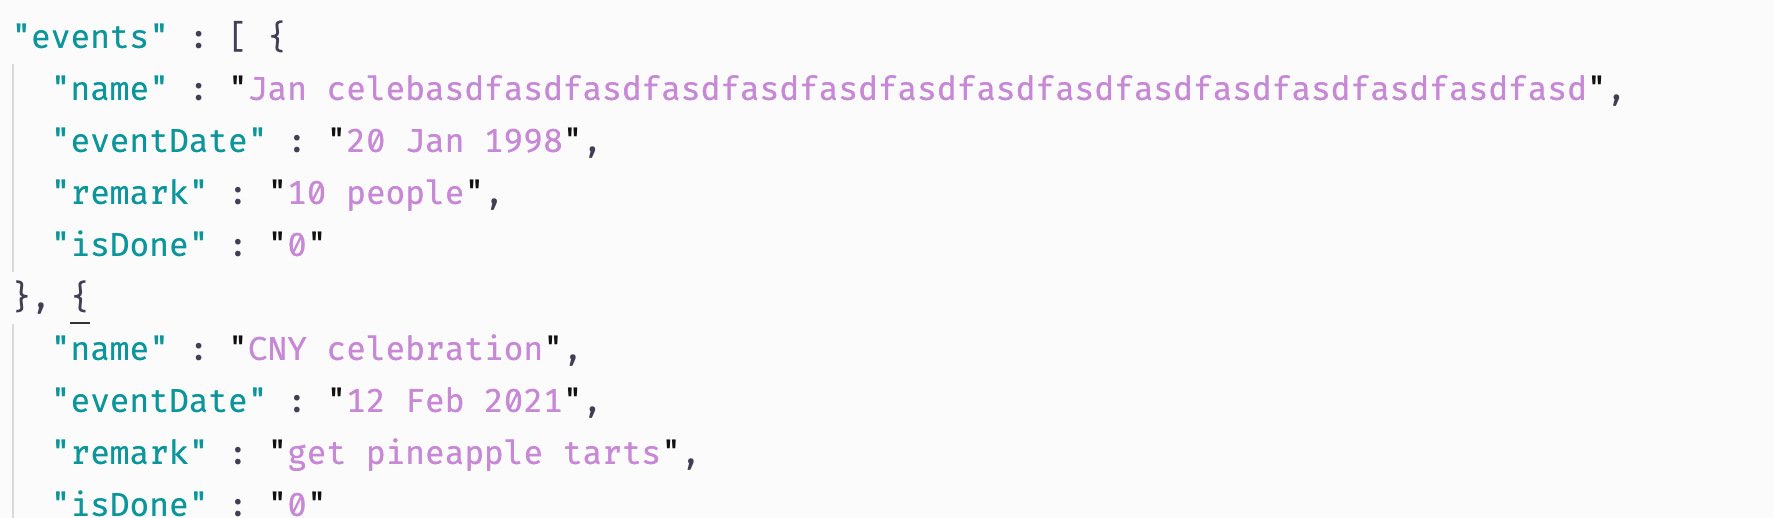 "events" : [ {
"name" : "Jan celebasdfasdfasdfasdfasdfasdfasdfasdfasdfasdfasdfasdfasdfasdfasd",
"eventDate" : "20 Jan 1998",
"remark" : "10 people",
"isDone" : "0"
}, {
"name" : "CNY celebration",
"eventDate" : "12 Feb 2021",
"remark" : "get pineapple tarts",
"isDone" : "0"